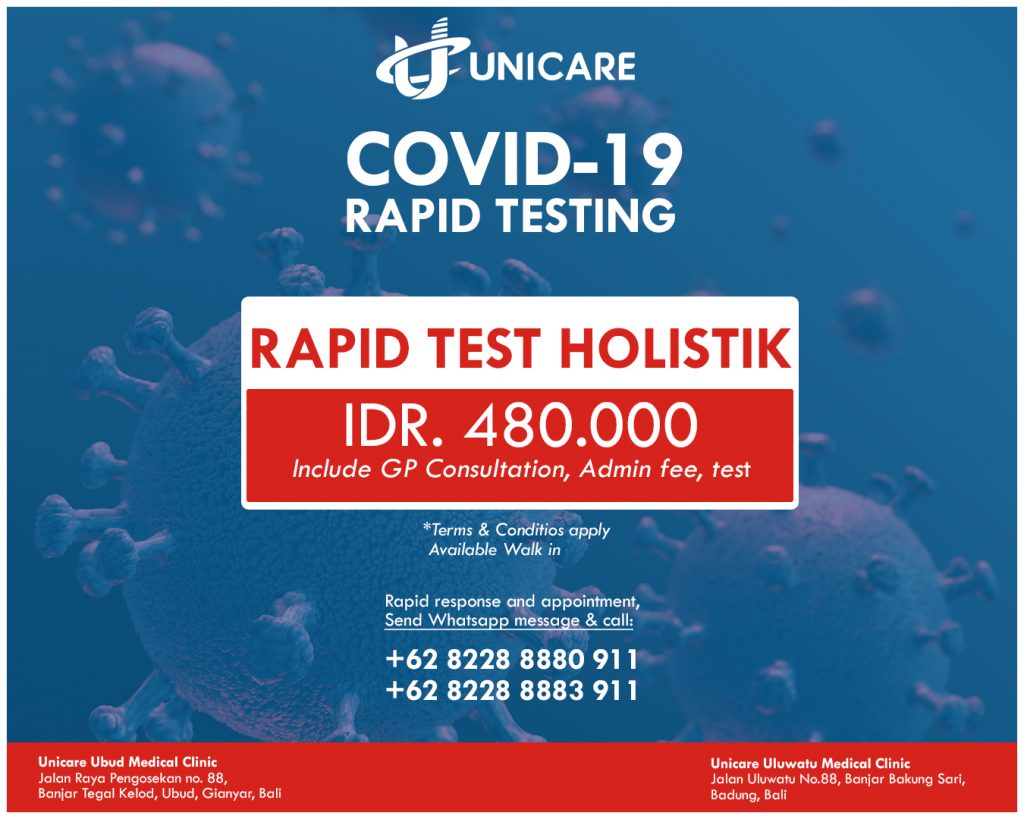 UNICARE
COVID-19
RAPID TESTING
RAPID TEST HOLISTIK
IDR. 480.000
Include GP Consultation, Admin fee, test
*Terms & Conditios apply
Available Walk in
Rapid response and appointment,
Send Whatsapp message & call:
+62 8228 8880 911
+62 8228 8883 911
Unicare Ubud Medical Clinic
Jalan Raya Pengosekan no. 88,
Banjar Tegal Kelod, Ubud, Gianyar, Bali
Unicare Uluwatu Medical Clinic
Jalan Uluwatu No.88, Banjar Bakung Sari,
Badung, Bali